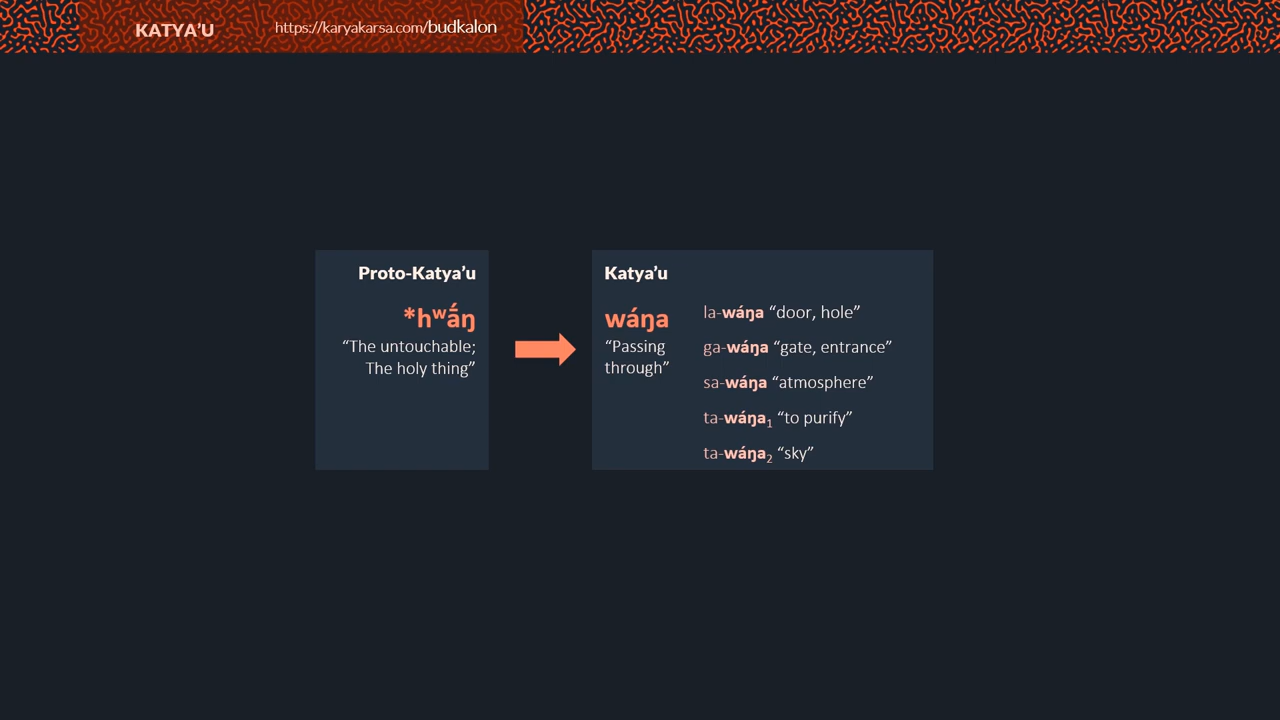 KATYA’U
https://karyakarsa.com/budkalon
Proto-Katya’u
*hʷā́ŋ
“The untouchable;
The holy thing”
Katya’u
wáŋa
“Passing
through”
la-wáŋa “door, hole”
ga-wáŋa “gate, entrance”
sa-wáŋa “atmosphere”
ta-wáŋa₁ “to purify”
ta-wáŋa₂ “sky”